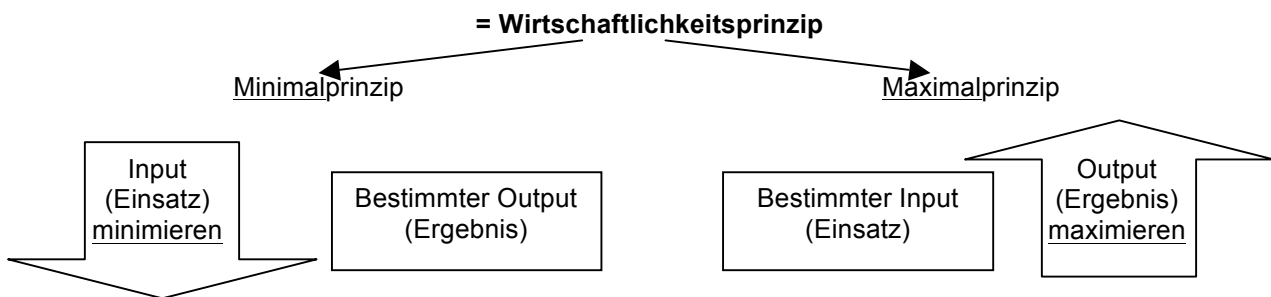 = Wirtschaftlichkeitsprinzip
Minimalprinzip
Maximalprinzip
Input
(Einsatz)
minimieren
Bestimmter Output
(Ergebnis)
Bestimmter Input
(Einsatz)
Output
(Ergebnis)
maximieren